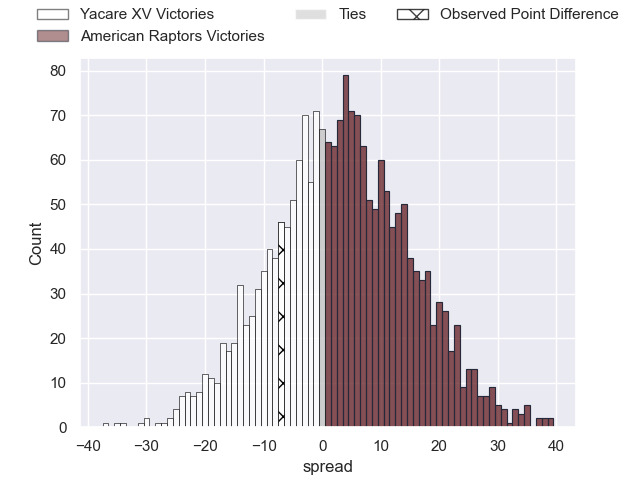 Yacare XV Victories
Ties
Observed Point Difference
American Raptors Victories
80
70
60
50
40
30
20
10
0
Count
−40 −30 −20 −10 0 10 20 30 40
spread